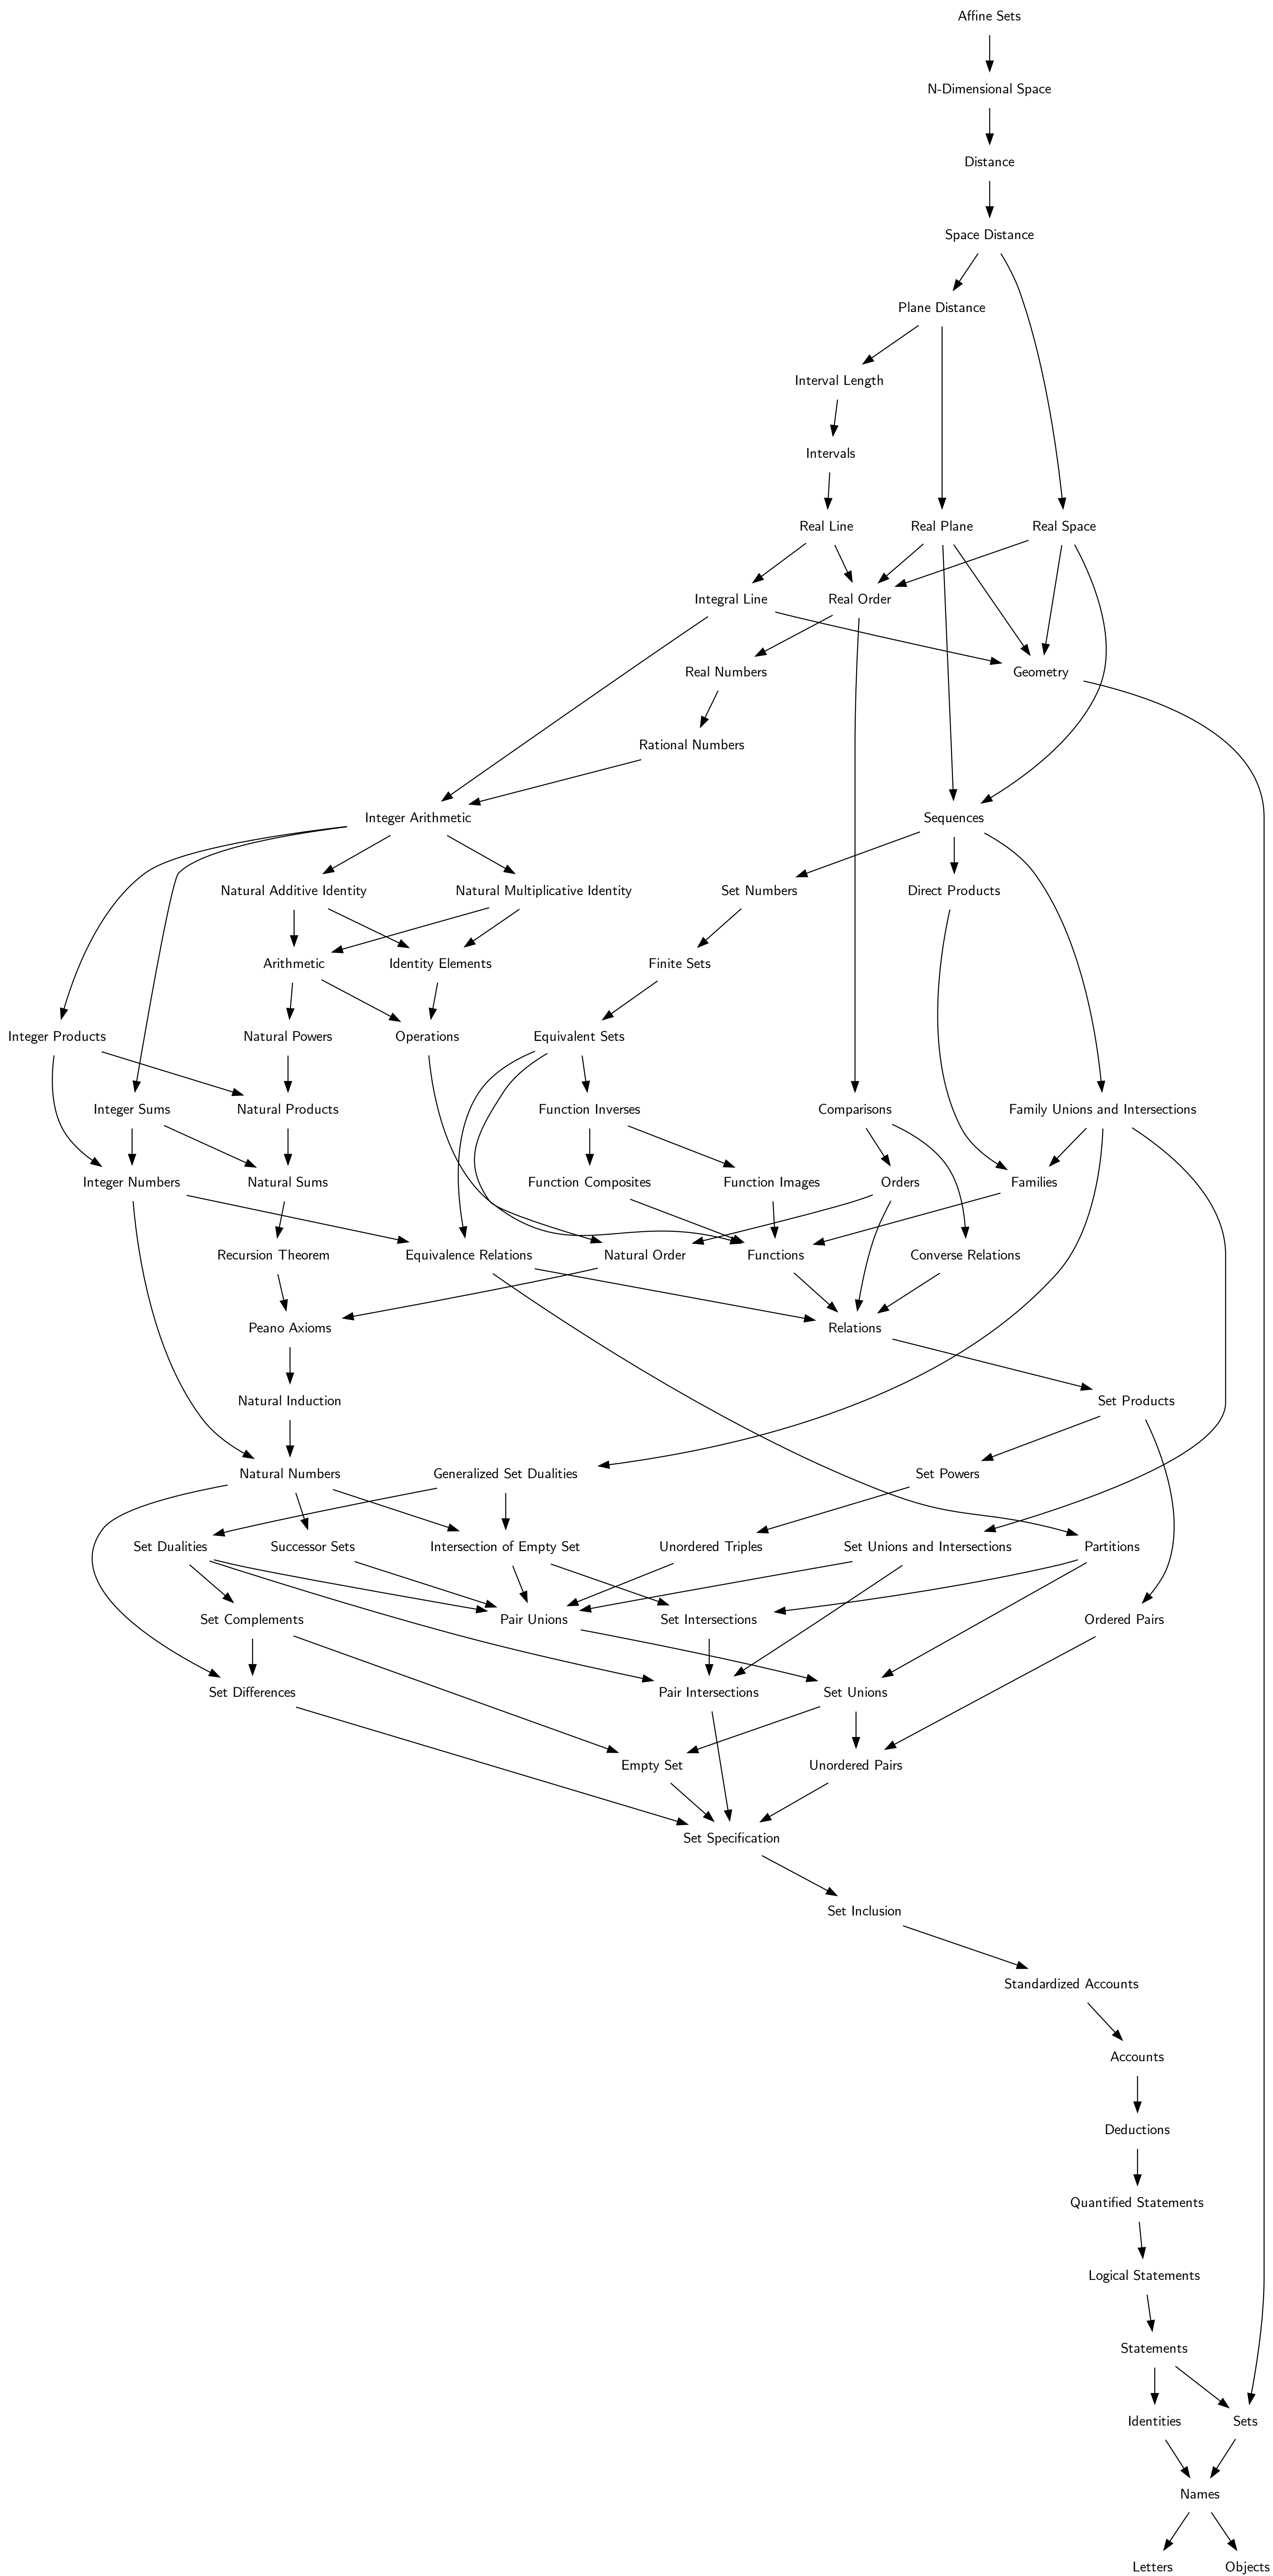 Affine Sets
N-Dimensional Space
Distance
Space Distance
Plane Distance
Interval Length
Intervals
Real Line
Real Plane
Real Space
Integral Line
Real Order
Real Numbers
Geometry
Rational Numbers
Integer Arithmetic
Sequences
Natural Additive Identity
Natural Multiplicative Identity
Set Numbers
Direct Products
Arithmetic
Identity Elements
Finite Sets
Integer Products
Natural Powers
Operations
Equivalent Sets
Integer Sums
Natural Products
Function Inverses
Comparisons
Family Unions and Intersections
Integer Numbers
Natural Sums
Function Composites
Function Images
Orders
Families
Recursion Theorem
Equivalence Relations
Natural Order
Functions
Converse Relations
Peano Axioms
Relations
Natural Induction
Set Products
Natural Numbers
Generalized Set Dualities
Set Powers
Set Dualities
Successor Sets
Intersection of Empty Set
Unordered Triples
Set Unions and Intersections
Partitions
Set Complements
Pair Unions
Set Intersections
Ordered Pairs
Set Differences
Pair Intersections
Set Unions
Empty Set
Unordered Pairs
Set Specification
Set Inclusion
Standardized Accounts
Accounts
Deductions
Quantified Statements
Logical Statements
Statements
Identities
Sets
Names
Letters
Objects